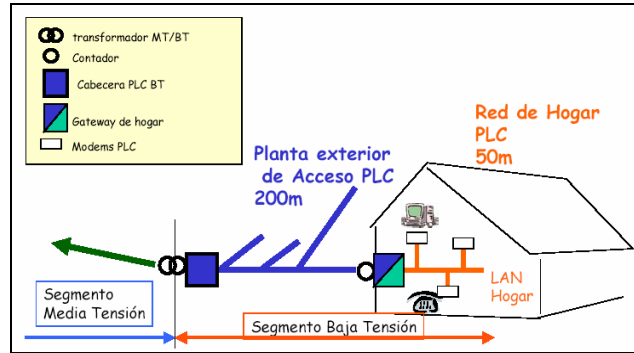 transformador MT/BT
Contador
Cabecera PLC BT
Gateway de hogar
Modems PLC
Red de Hogar
PLC
50m
Planta exterior
de Acceso PLC
200m
LAN
Hogar
Segmento
Media Tensión
Segmento Baja Tensión